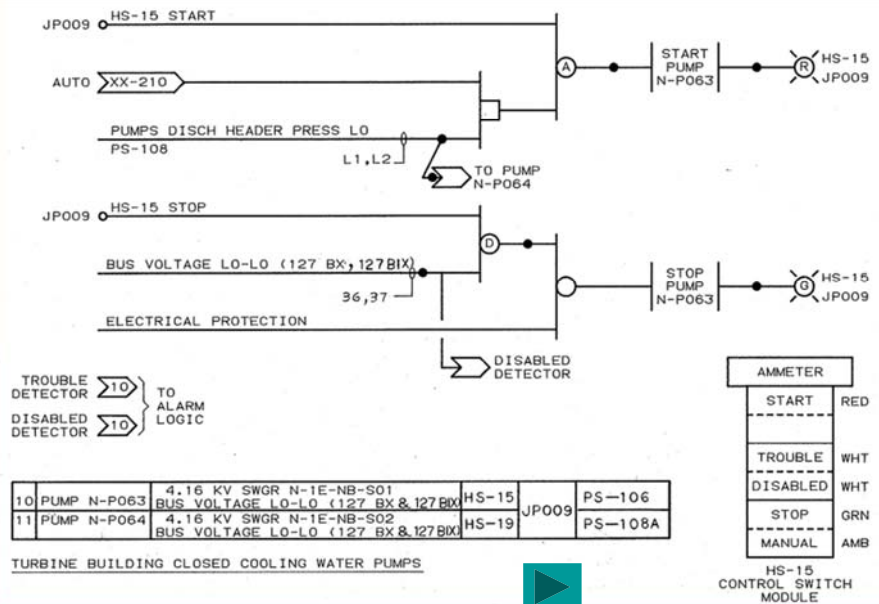 JP009 HS-15 START
AUTO XX-210
PUMPS DISCH HEADER PRESS LO
PS-108
L1,L2
TO PUMP
N-P064
A
START
PUMP
N-P063
R
HS-15
JP009
JP009 HS-15 STOP
D
BUS VOLTAGE LO-LO (127 BX, 127 BIX)
36,37
ELECTRICAL PROTECTION
STOP
PUMP
N-P063
G
HS-15
JP009
DISABLED
DETECTOR
TROUBLE
DETECTOR
10
DISABLED
DETECTOR
10
TO
ALARM
LOGIC
AMMETER
START RED
TROUBLE WHT
DISABLED WHT
STOP GRN
MANUAL AMB
HS-15
CONTROL SWITCH
MODULE
10 PUMP N-P063 4.16 KV SWGR N-1E-NB-S01
BUS VOLTAGE LO-LO (127 BX & 127 BIX) HS-15 JP009 PS-106
11 PUMP N-P064 4.16 KV SWGR N-1E-NB-S02
BUS VOLTAGE LO-LO (127 BX & 127 BIX) HS-19 PS-108A
TURBINE BUILDING CLOSED COOLING WATER PUMPS